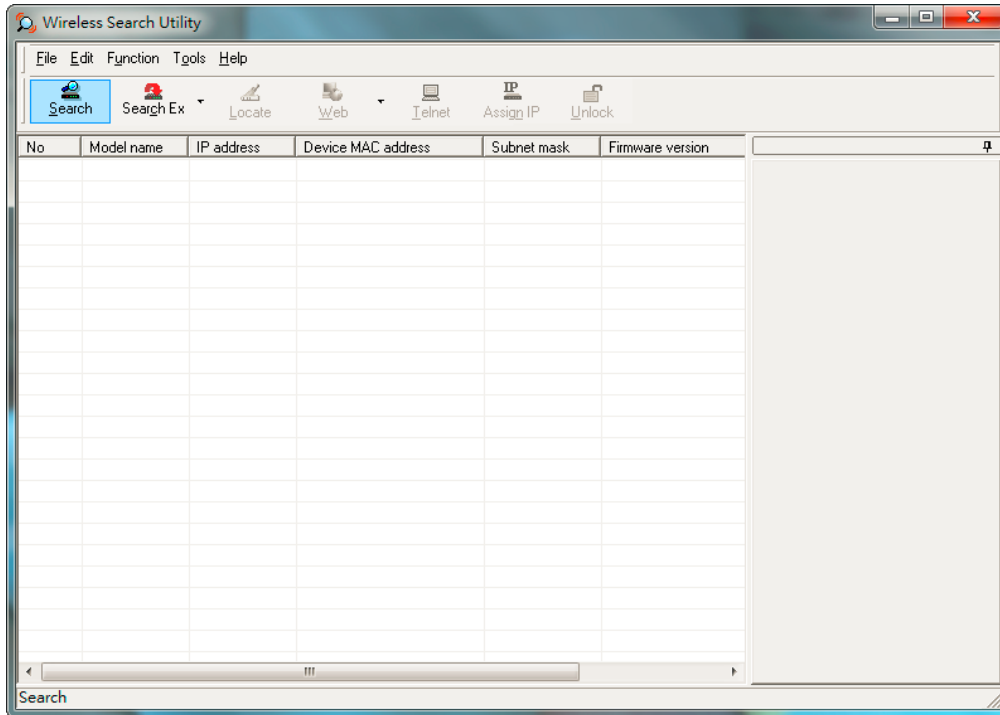 Wireless Search Utility
File Edit Function Tools Help
Search Search Ex Locate Web Telnet Assign IP Unlock
No Model name IP address Device MAC address Subnet mask Firmware version
Search